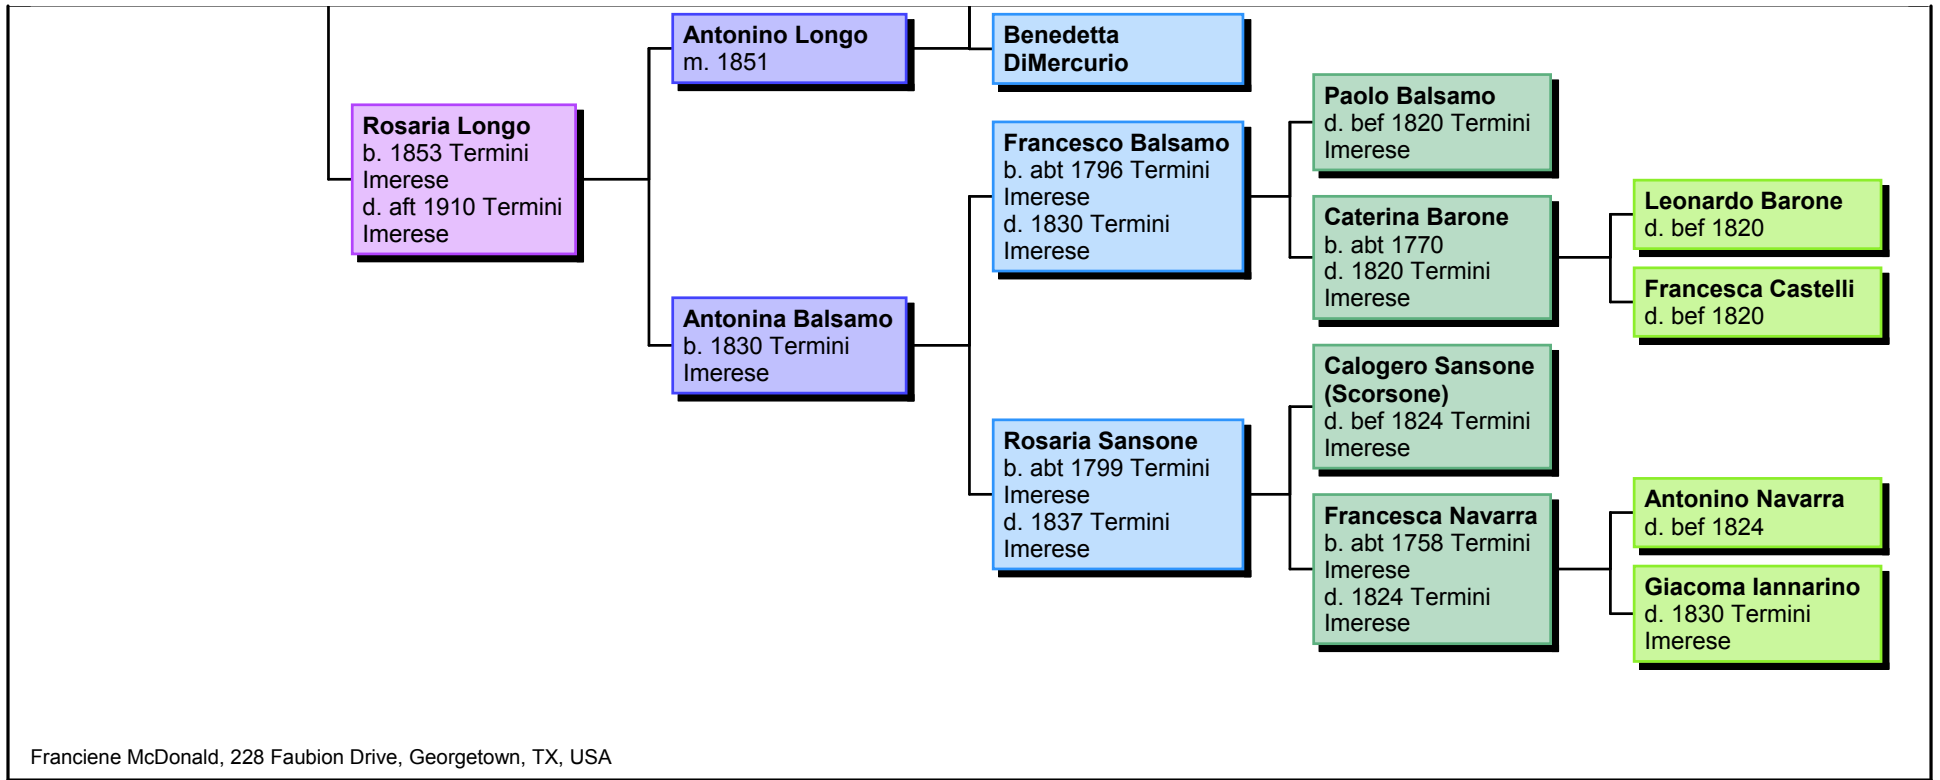 Antonino Longo
m. 1851
Benedetta
DiMercurio
Rosaria Longo
b. 1853 Termini
Imerese
d. aft 1910 Termini
Imerese
Francesco Balsamo
b. abt 1796 Termini
Imerese
d. 1830 Termini
Imerese
Paolo Balsamo
d. bef 1820 Termini
Imerese
Caterina Barone
b. abt 1770
d. 1820 Termini
Imerese
Leonardo Barone
d. bef 1820
Francesca Castelli
d. bef 1820
Antonina Balsamo
b. 1830 Termini
Imerese
Rosaria Sansone
b. abt 1799 Termini
Imerese
d. 1837 Termini
Imerese
Calogero Sansone
(Scorsone)
d. bef 1824 Termini
Imerese
Francesca Navarra
b. abt 1758 Termini
Imerese
d. 1824 Termini
Imerese
Antonino Navarra
d. bef 1824
Giacoma Iannarino
d. 1830 Termini
Imerese
Franciene McDonald, 228 Faubion Drive, Georgetown, TX, USA